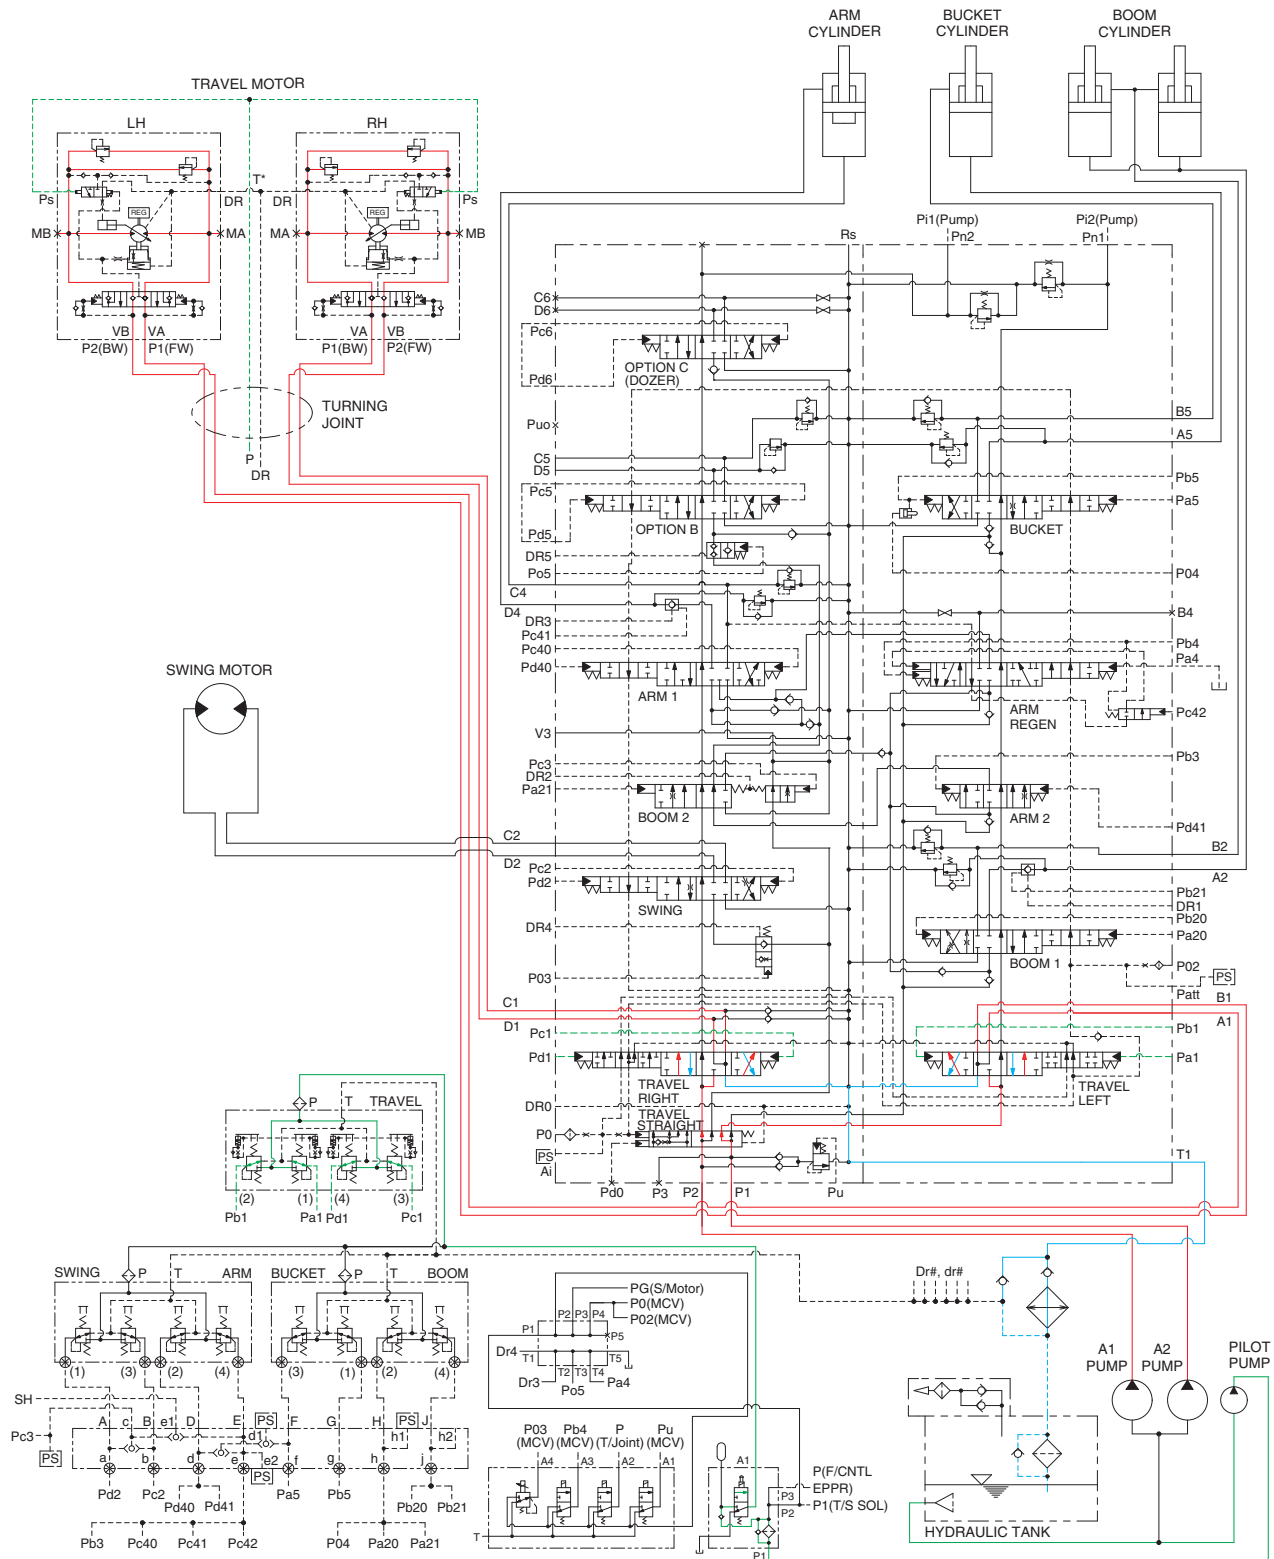 ARM CYLINDER
BUCKET CYLINDER
BOOM CYLINDER
TRAVEL MOTOR
LH
RH
T*
Ps
DR
DR
Ps
REG
REG
MB
MA
MA
MB
VB
VA
VA
VB
P2(BW)
P1(FW)
P1(BW)
P2(FW)
TURNING JOINT
P
DR
Rs
Pi1(Pump)
Pn2
Pi2(Pump)
Pn1
C6
D6
Pc6
Pd6
OPTION C (DOZER)
Puo
C5
D5
Pc5
Pd5
OPTION B
DR5
Po5
C4
D4
DR3
Pc41
Pc40
Pd40
ARM 1
V3
Pc3
DR2
Pa21
BOOM 2
C2
D2
Pc2
Pd2
SWING
DR4
P03
C1
D1
Pc1
Pd1
TRAVEL RIGHT
DR0
TRAVEL STRAIGHT
P0
PS
Ai
Pd0
P3
P2
P1
Pu
B5
A5
Pb5
Pa5
BUCKET
P04
B4
Pb4
Pa4
ARM REGEN
Pc42
Pb3
ARM 2
Pd41
B2
A2
Pb21
DR1
Pb20
Pa20
BOOM 1
P02
PS
Patt
B1
A1
Pb1
Pa1
TRAVEL LEFT
T1
SWING MOTOR
P
T
TRAVEL
(2)
(1)
(4)
(3)
Pb1
Pa1
Pd1
Pc1
SWING
P
T
ARM
BUCKET
P
T
BOOM
(1)
(3)
(2)
(4)
(3)
(1)
(2)
(4)
SH
Pc3
PS
A
c
B
e1
D
E
PS
F
G
H
PS
J
d1
h1
h2
a
b
d
e
e2
f
g
h
j
PS
Pd2
Pc2
Pd40
Pd41
Pa5
Pb5
Pb20
Pb21
Pb3
Pc40
Pc41
Pc42
P04
Pa20
Pa21
PG(S/Motor)
P0(MCV)
P02(MCV)
P2
P3
P4
P1
P5
Dr4
T1
T5
T2
T3
T4
Dr3
Po5
Pa4
P03 (MCV)
Pb4 (MCV)
P (T/Joint)
Pu (MCV)
A4
A3
A2
A1
T
A1
P(F/CNTL EPPR)
P3
P1(T/S SOL)
P2
P1
Dr#, dr#
HYDRAULIC TANK
A1 PUMP
A2 PUMP
PILOT PUMP